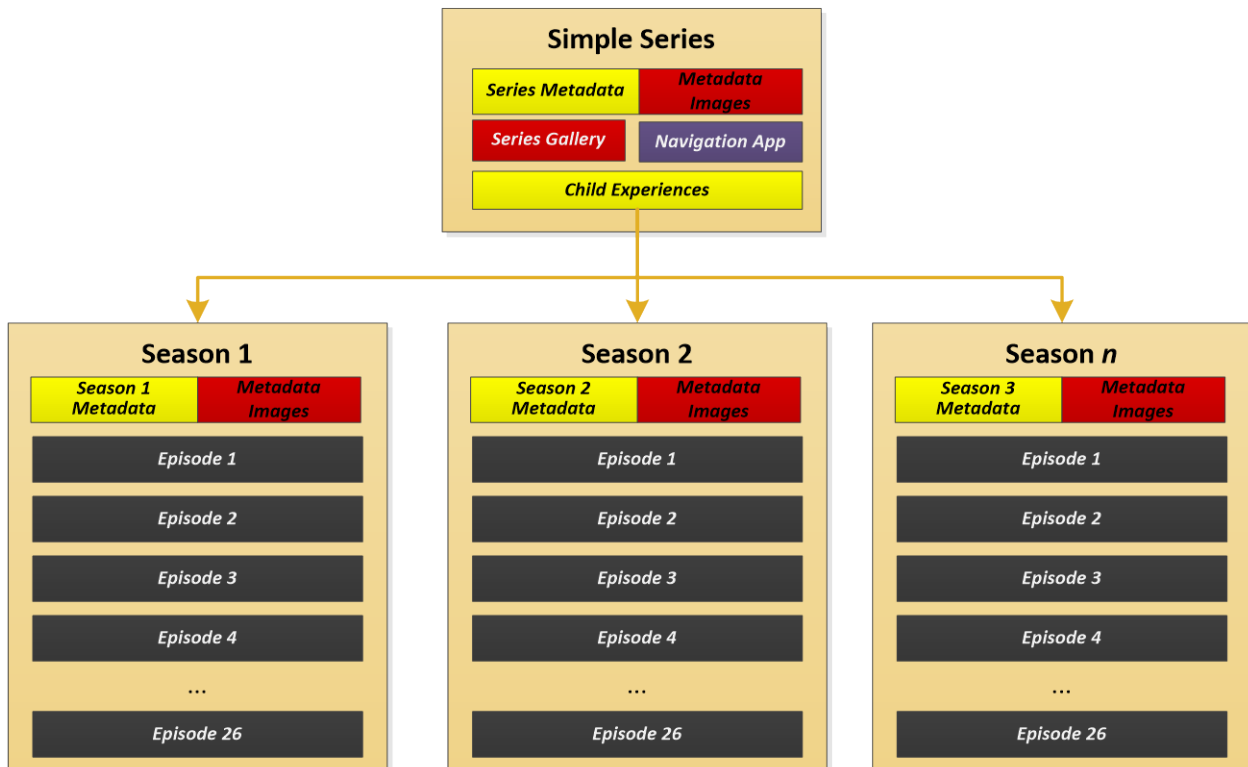 Simple Series
Series Metadata
Metadata
Images
Series Gallery
Navigation App
Child Experiences
Season 1
Season 1
Metadata
Metadata
Images
Episode 1
Episode 2
Episode 3
Episode 4
...
Episode 26
Season 2
Season 2
Metadata
Metadata
Images
Episode 1
Episode 2
Episode 3
Episode 4
...
Episode 26
Season n
Season 3
Metadata
Metadata
Images
Episode 1
Episode 2
Episode 3
Episode 4
...
Episode 26